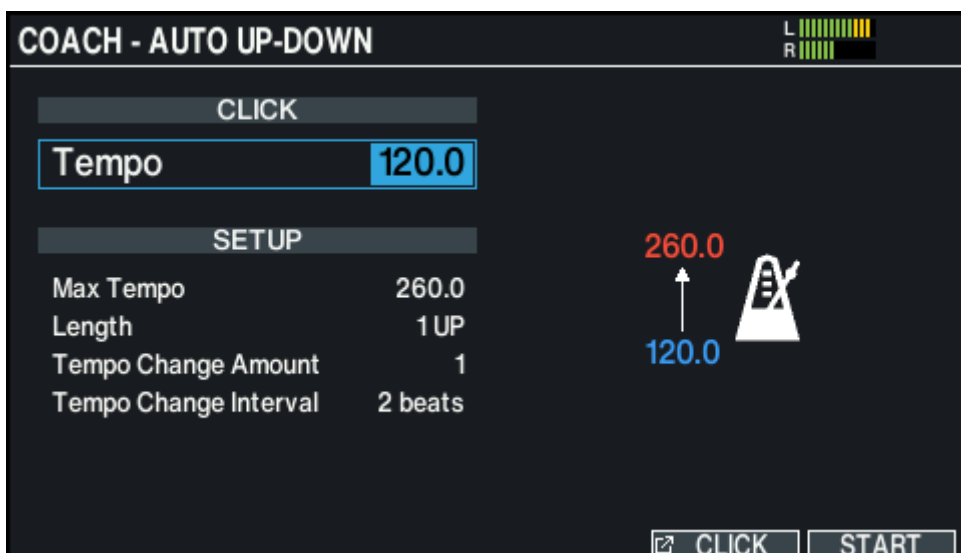 COACH - AUTO UP-DOWN
L
R
CLICK
Tempo 120.0
SETUP
Max Tempo 260.0
Length 1 UP
Tempo Change Amount 1
Tempo Change Interval 2 beats
260.0
120.0
CLICK
START